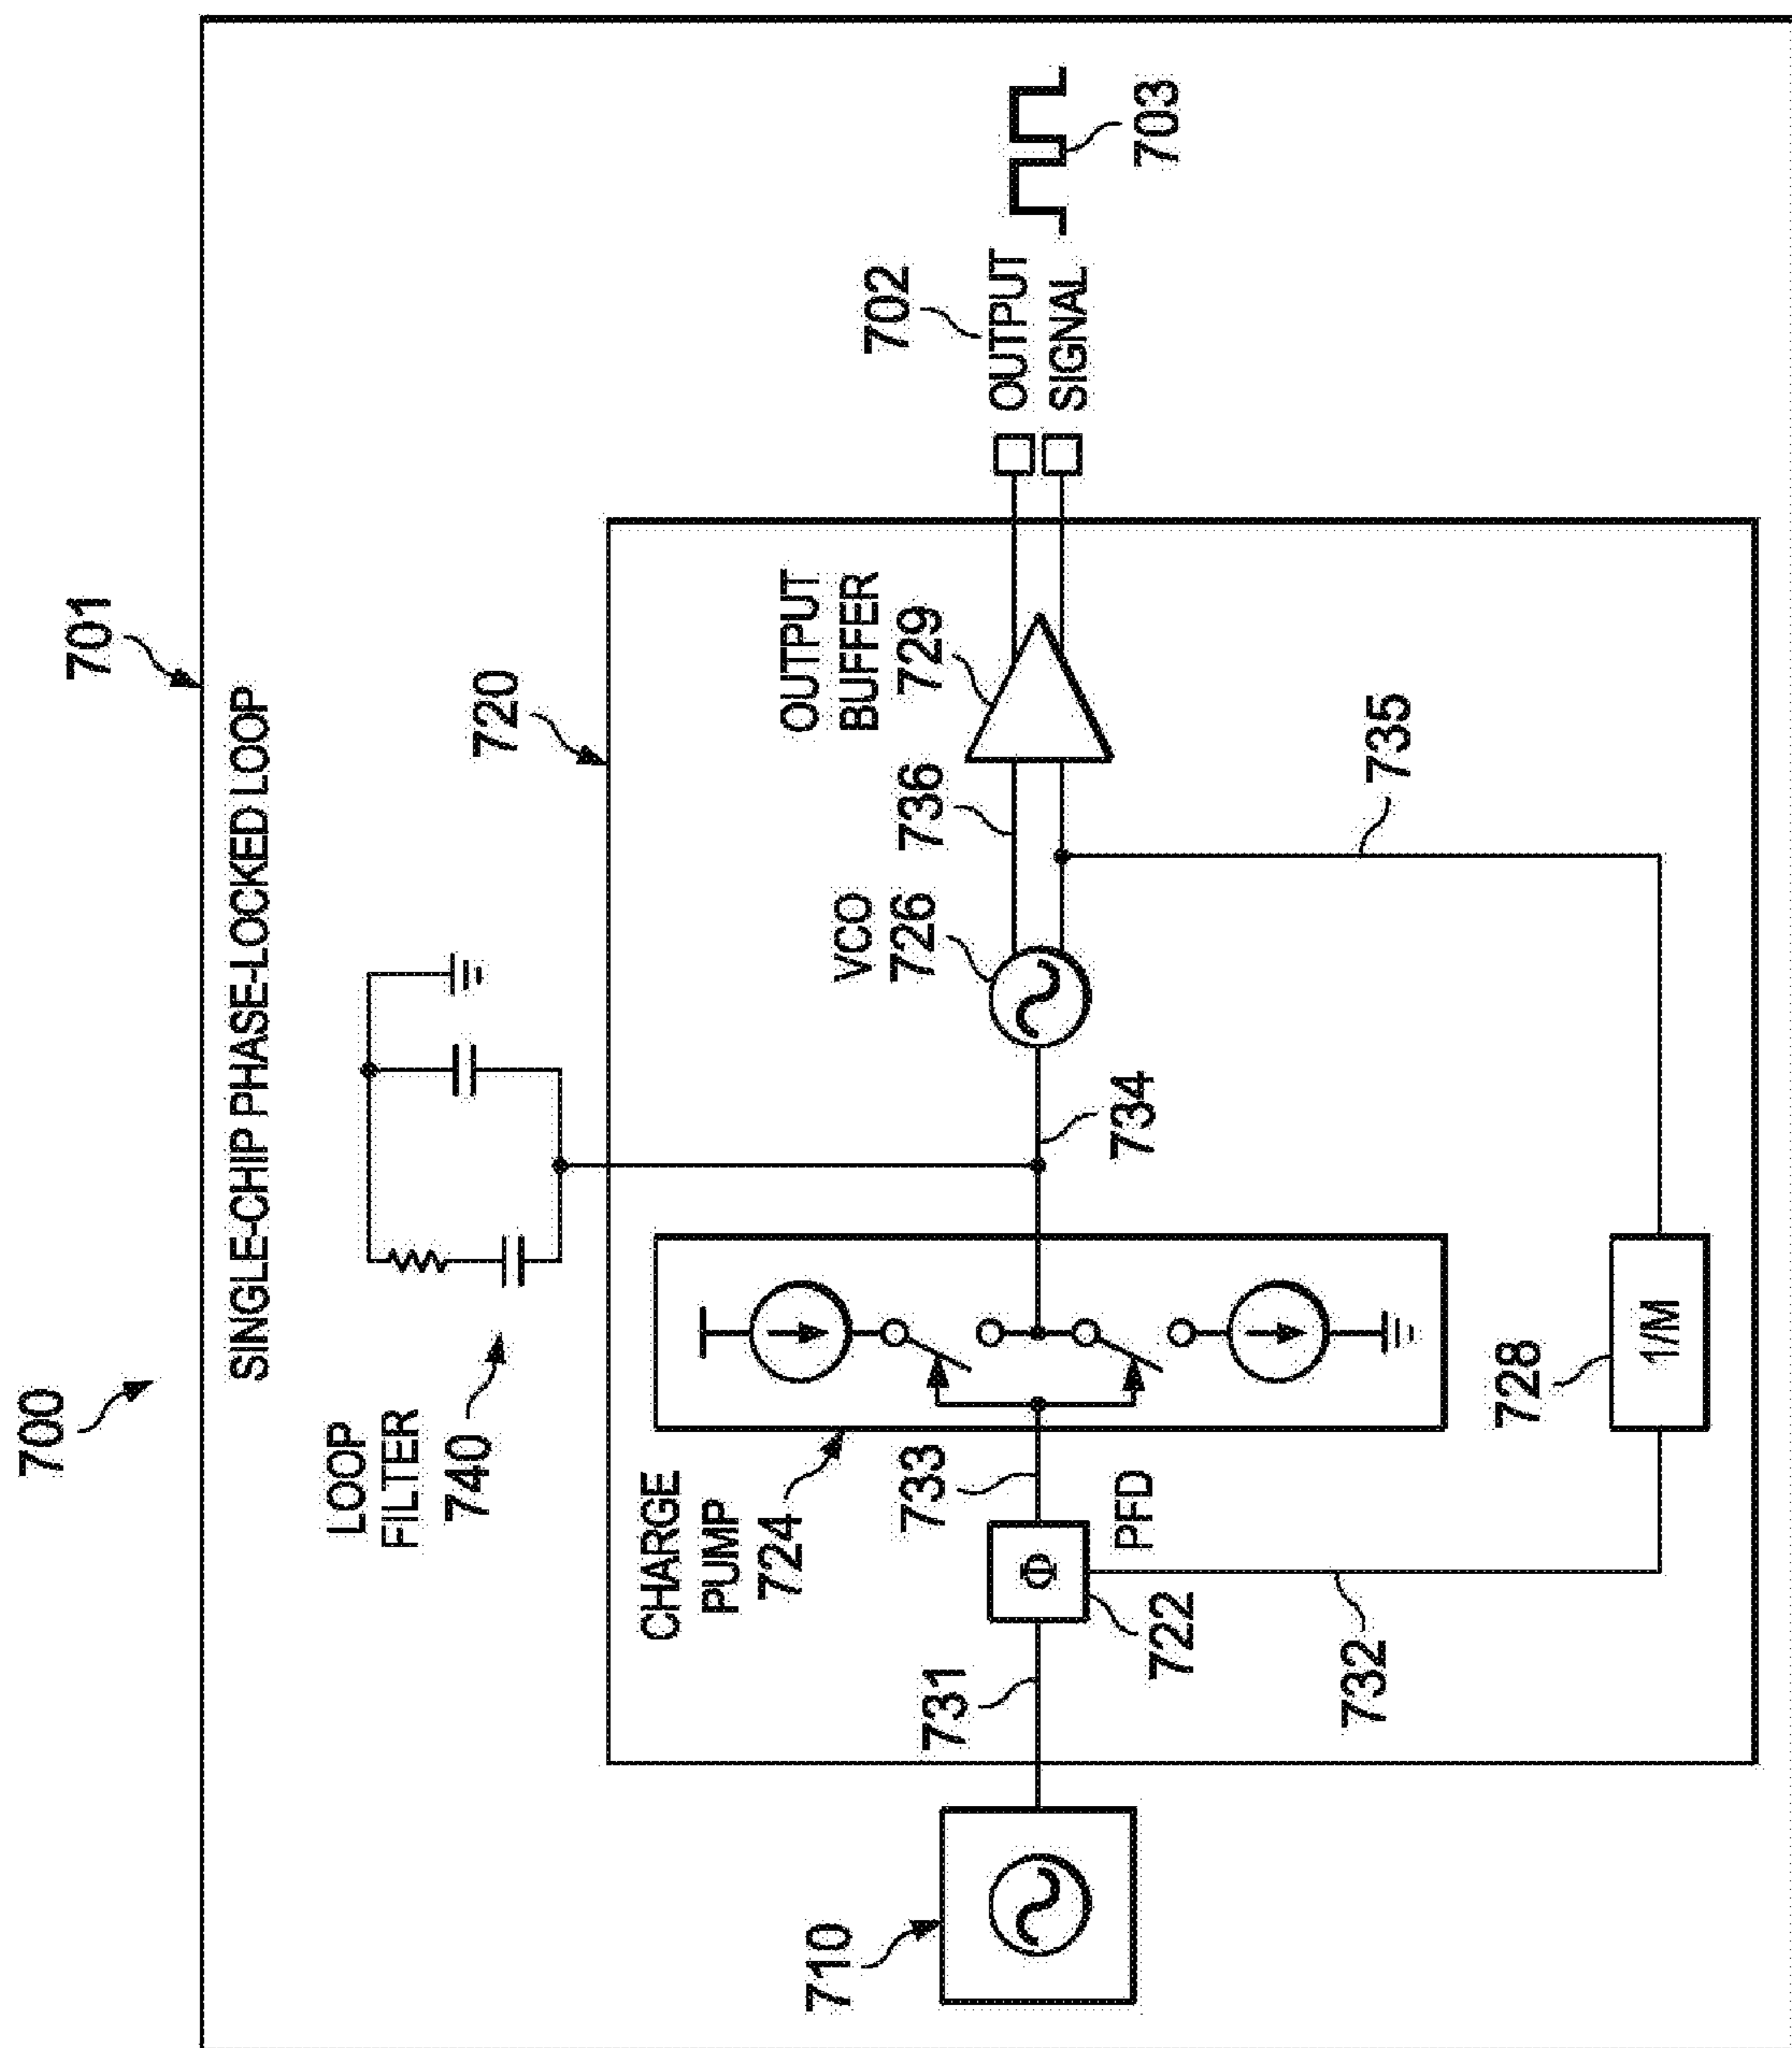 700
701
SINGLE-CHIP PHASE-LOCKED LOOP
LOOP
FILTER
740
720
CHARGE
PUMP
724
OUTPUT
BUFFER
729
VCO
726
736
702
OUTPUT
SIGNAL
703
710
731
Φ
722
733
PFD
734
732
728
1/M
735